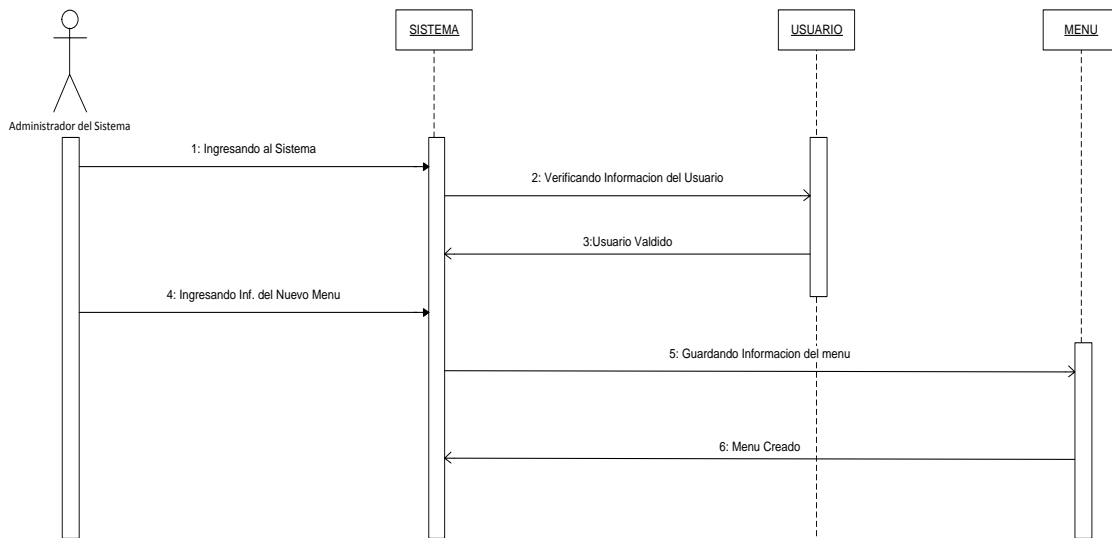 SISTEMA
USUARIO
MENU
Administrador del Sistema
1: Ingresando al Sistema
2: Verificando Informacion del Usuario
3:Usuario Valdido
4: Ingresando Inf. del Nuevo Menu
5: Guardando Informacion del menu
6: Menu Creado